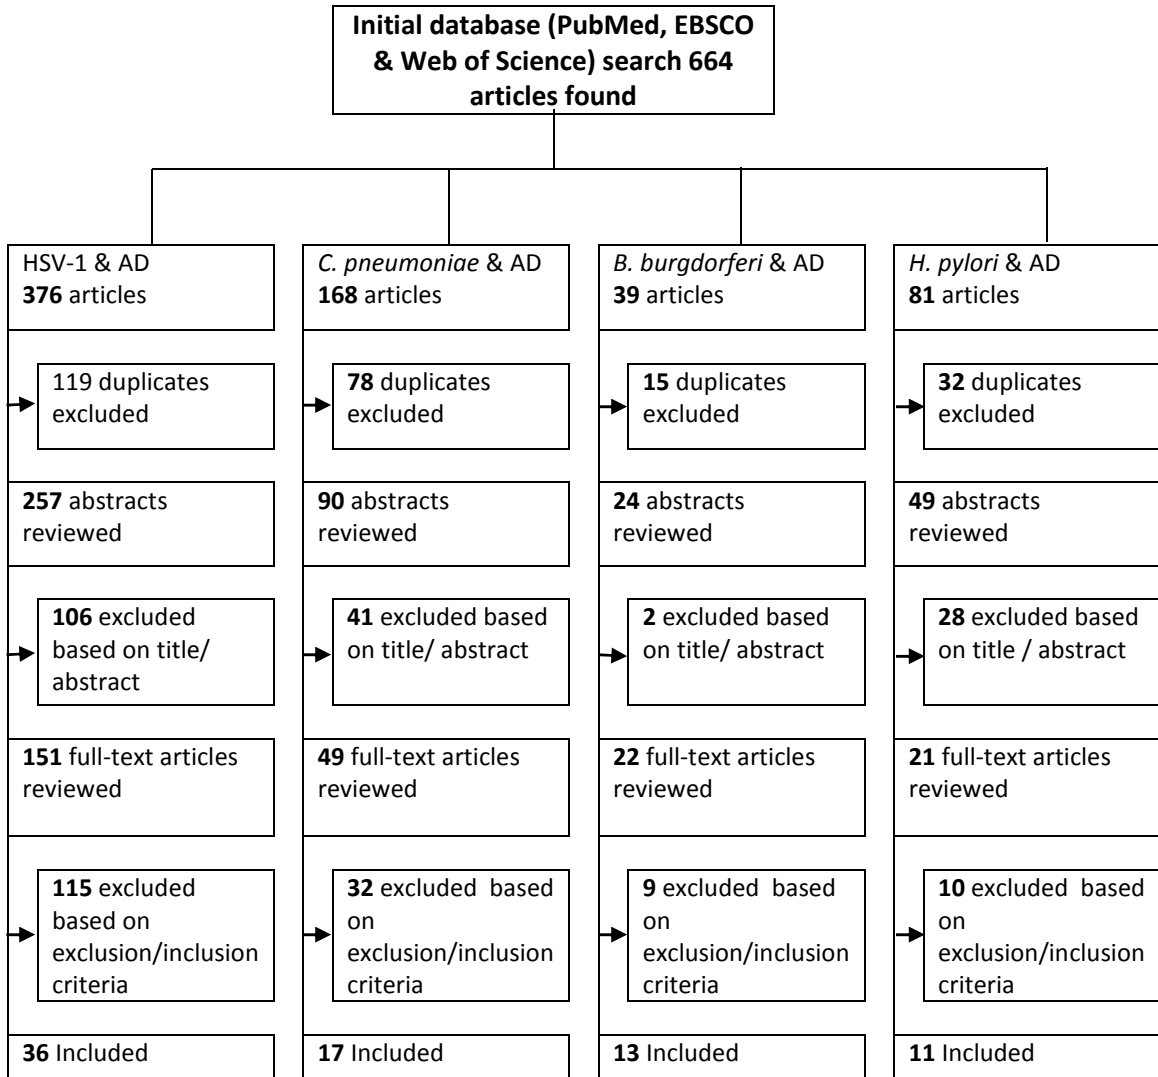 Initial database (PubMed, EBSCO
& Web of Science) search 664
articles found
HSV-1 & AD
376 articles
119 duplicates
excluded
257 abstracts
reviewed
106 excluded
based on title/
abstract
151 full-text articles
reviewed
115 excluded
based on
exclusion/inclusion
criteria
36 Included
C. pneumoniae & AD
168 articles
78 duplicates
excluded
90 abstracts
reviewed
41 excluded based
on title/ abstract
49 full-text articles
reviewed
32 excluded based
on
exclusion/inclusion
criteria
17 Included
B. burgdorferi & AD
39 articles
15 duplicates
excluded
24 abstracts
reviewed
2 excluded based
on title/ abstract
22 full-text articles
reviewed
9 excluded based
on
exclusion/inclusion
criteria
13 Included
H. pylori & AD
81 articles
32 duplicates
excluded
49 abstracts
reviewed
28 excluded based
on title / abstract
21 full-text articles
reviewed
10 excluded based
on
exclusion/inclusion
criteria
11 Included